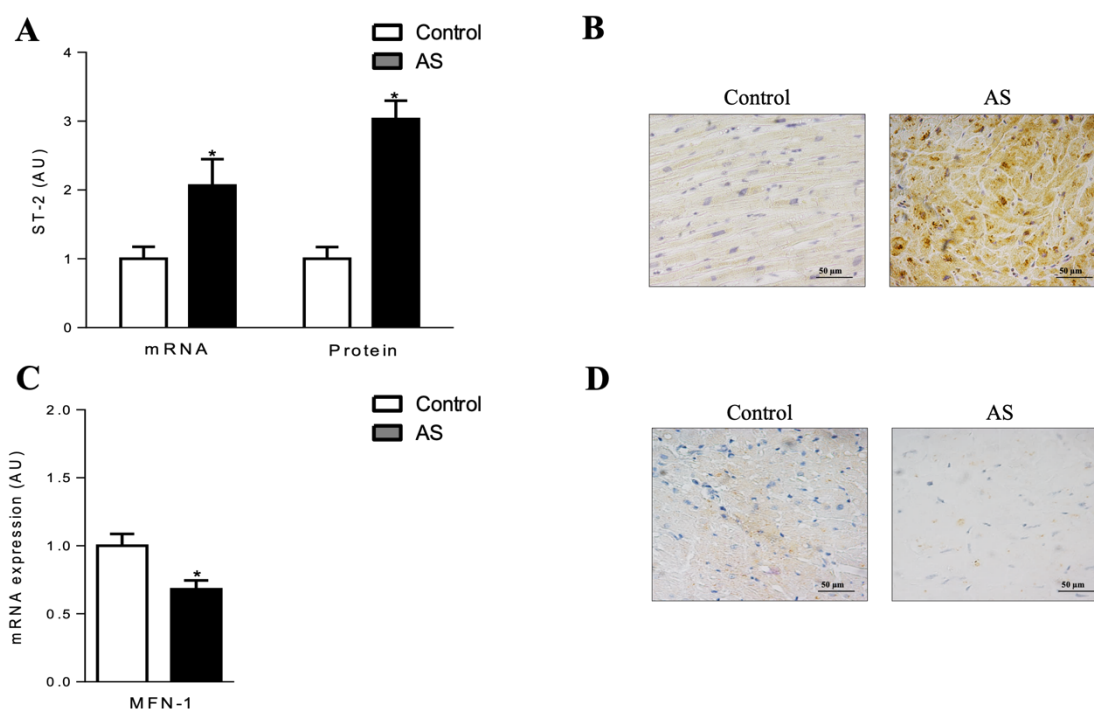 A
Control
AS
4
3
2
1
0
ST-2 (AU)
*
*
mRNA Protein
B
Control AS
50 µm 50 µm
C
Control
AS
2.0
1.5
1.0
0.5
0.0
mRNA expression (AU)
*
MFN-1
D
Control AS
50 µm 50 µm